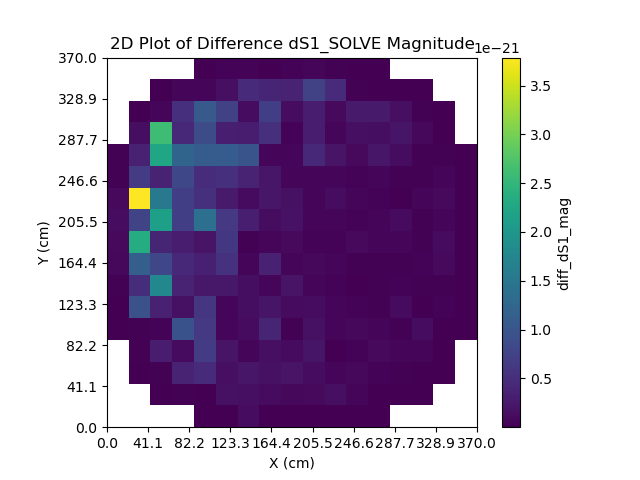 2D Plot of Difference dS1_SOLVE Magnitude
1e−21
370.0
328.9
287.7
246.6
205.5
164.4
123.3
82.2
41.1
0.0
Y (cm)
0.0 41.1 82.2 123.3 164.4 205.5 246.6 287.7 328.9 370.0
X (cm)
3.5
3.0
2.5
2.0
1.5
1.0
0.5
diff_dS1_mag